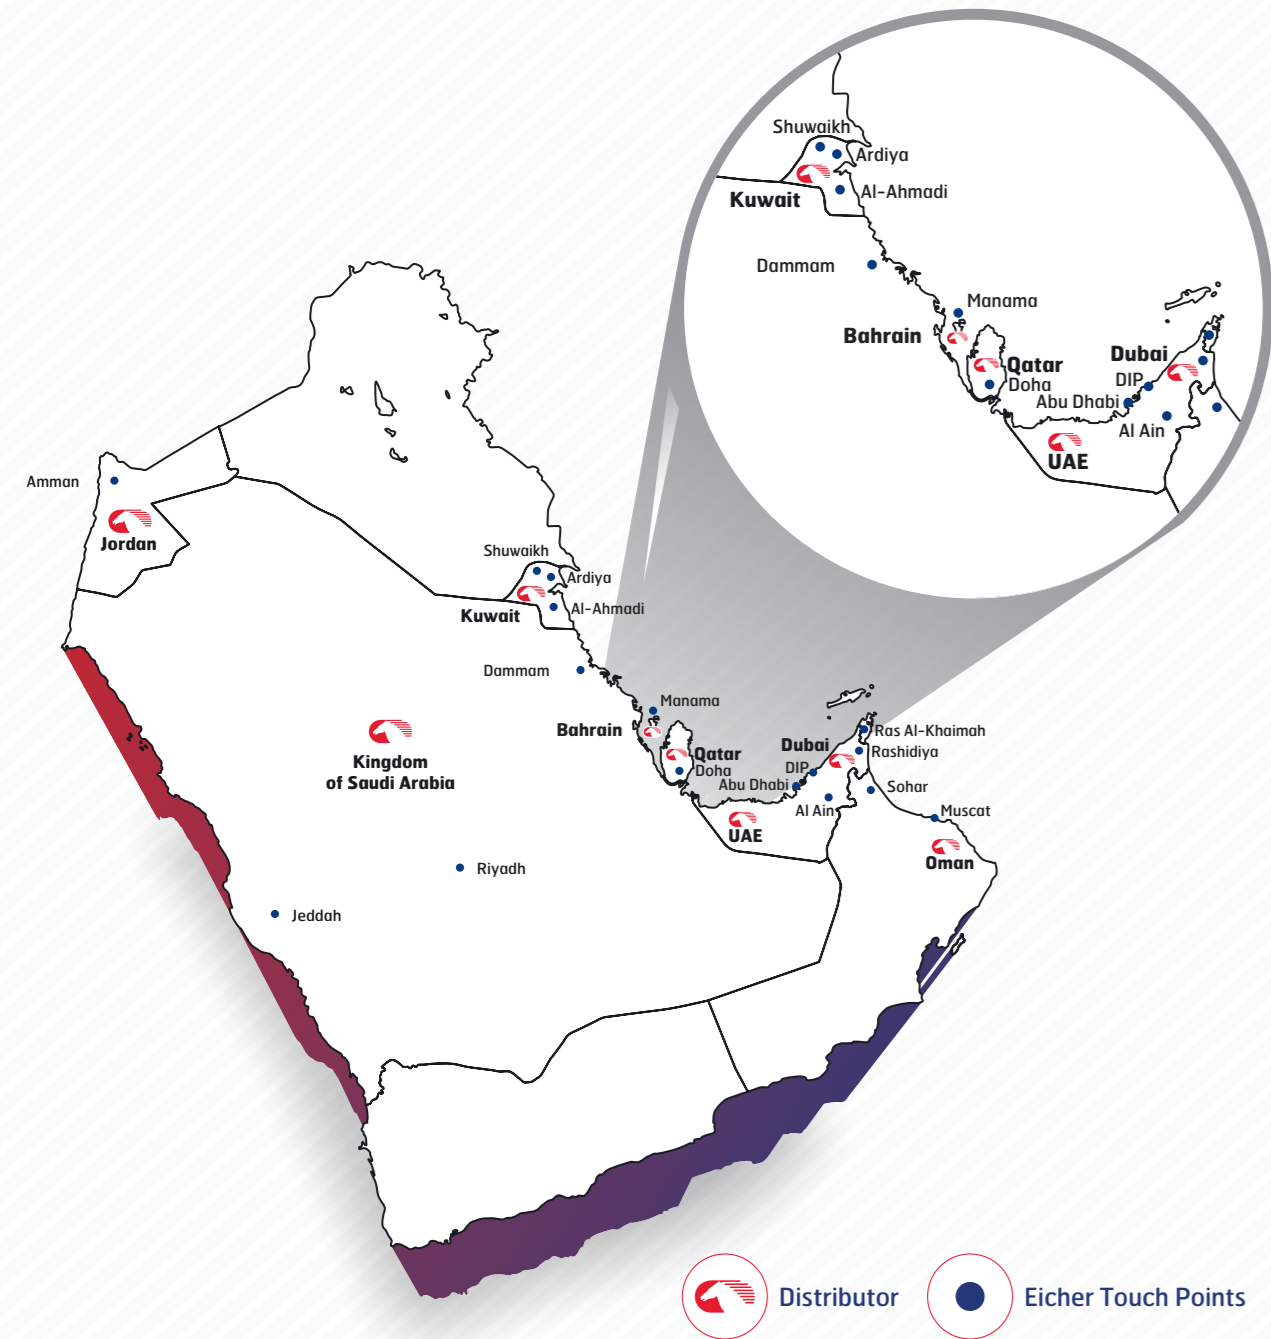 Shuwaikh
Ardiya
Al-Ahmadi
Kuwait
Dammam
Manama
Bahrain
Qatar
Doha
Dubai
DIP
Abu Dhabi
Al Ain
UAE
Amman
Jordan
Shuwaikh
Ardiya
Al-Ahmadi
Kuwait
Dammam
Manama
Bahrain
Qatar
Doha
Dubai
DIP
Abu Dhabi
Al Ain
UAE
Ras Al-Khaimah
Rashidiya
Sohar
Muscat
Oman
Kingdom
of Saudi Arabia
Riyadh
Jeddah
Distributor
Eicher Touch Points